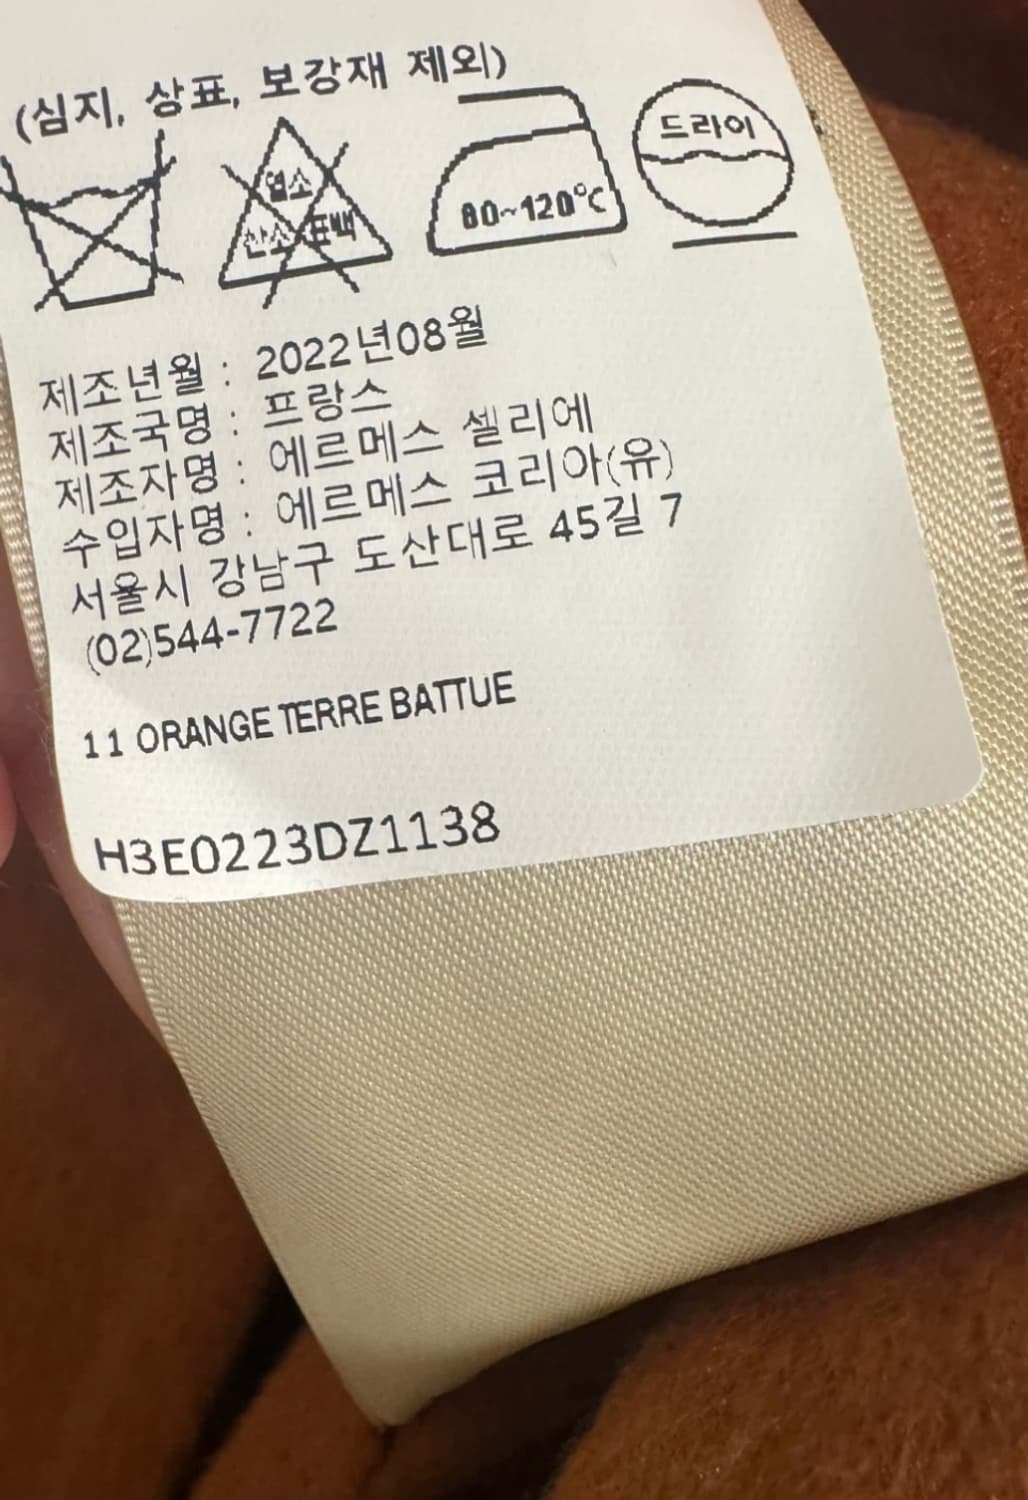 (심지, 상표, 보강재 제외)
염소
산소 표백
80~120℃
드라이
제조년월 : 2022년08월
제조국명 : 프랑스
제조자명 : 에르메스 셀리에
수입자명 : 에르메스 코리아(유)
서울시 강남구 도산대로 45길 7
(02)544-7722
11 ORANGE TERRE BATTUE
H3E0223DZ1138